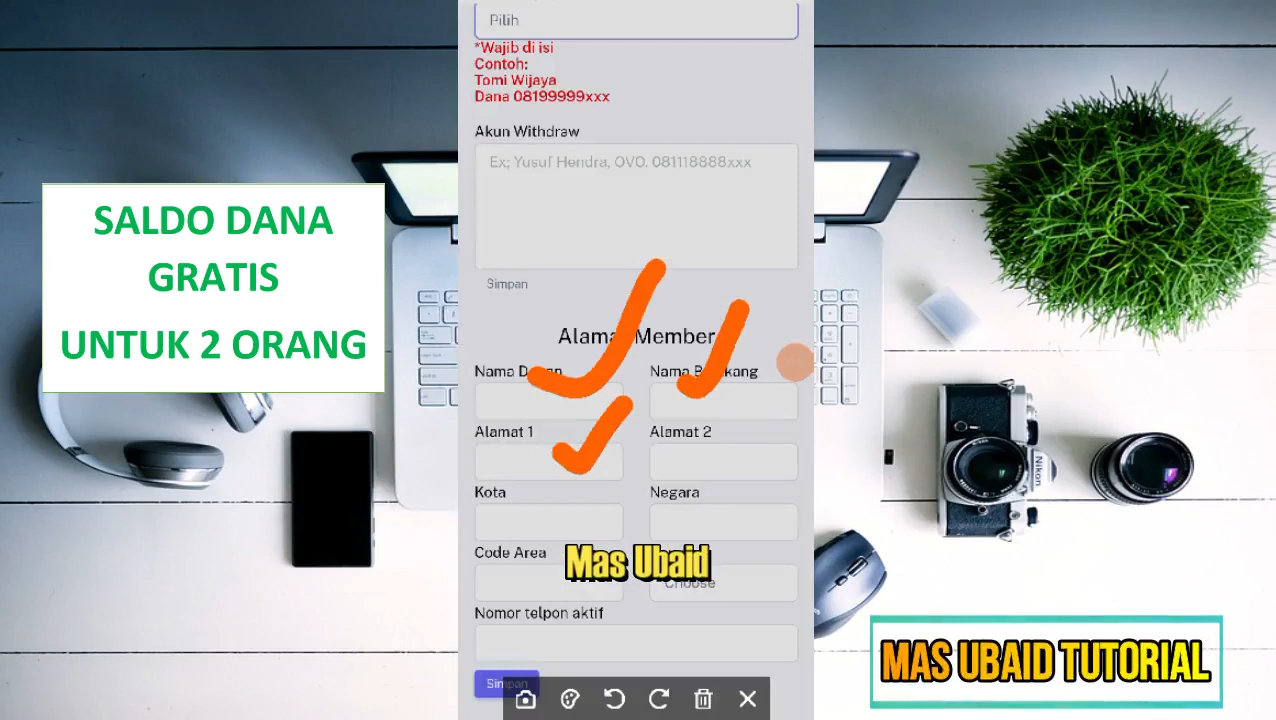 SALDO DANA
GRATIS
UNTUK 2 ORANG
Pilih
*Wajib di isi
Contoh:
Tomi Wijaya
Dana 08199999xxx
Akun Withdraw
Ex; Yusuf Hendra, OVO. 081118888xxx
Simpan
Alamat Member
Nama Depan
Nama Belakang
Alamat 1
Alamat 2
Kota
Negara
Code Area
Mas Ubaid
Choose
Nomor telpon aktif
Simpan
Nikon
MAS UBAID TUTORIAL